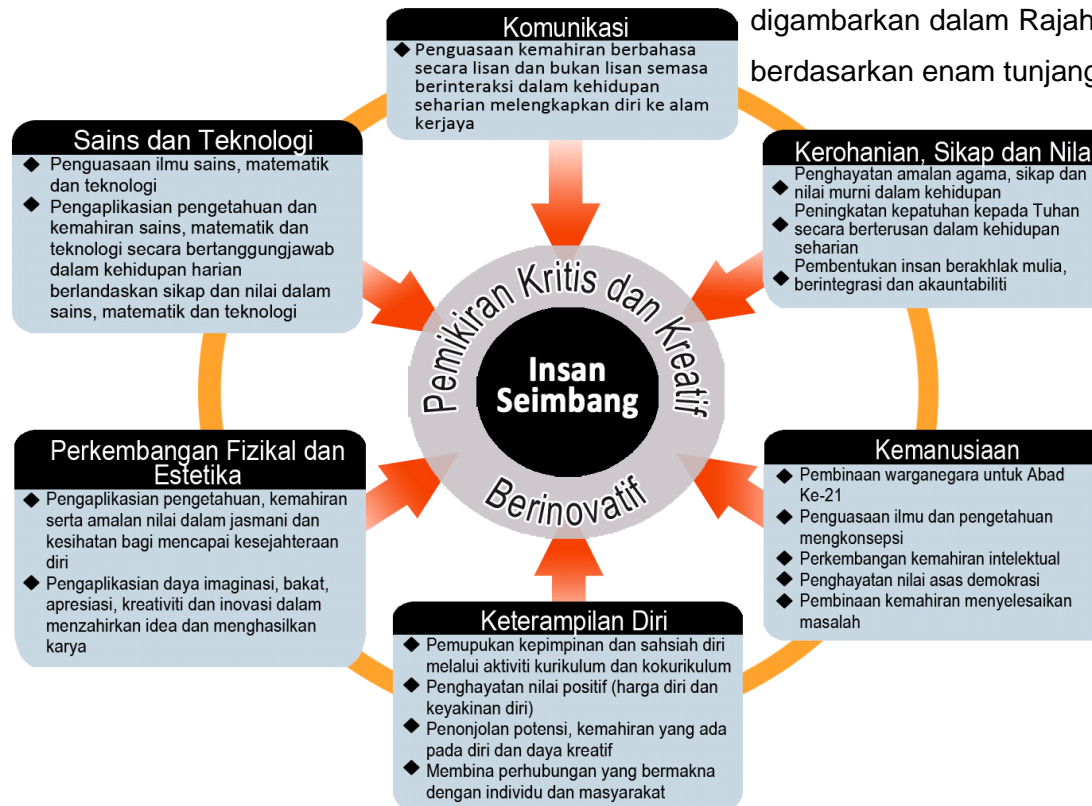 digambarkan dalam Rajah
berdasarkan enam tunjang
Komunikasi
◆ Penguasaan kemahiran berbahasa
secara lisan dan bukan lisan semasa
berinteraksi dalam kehidupan
seharian melengkapkan diri ke alam
kerjaya
Sains dan Teknologi
◆ Penguasaan ilmu sains, matematik
dan teknologi
◆ Pengaplikasian pengetahuan dan
kemahiran sains, matematik dan
teknologi secara bertanggungjawab
dalam kehidupan harian
berlandaskan sikap dan nilai dalam
sains, matematik dan teknologi
Kerohanian, Sikap dan Nilai
◆ Penghayatan amalan agama, sikap dan
nilai murni dalam kehidupan
◆ Peningkatan kepatuhan kepada Tuhan
secara berterusan dalam kehidupan
seharian
◆ Pembentukan insan berakhlak mulia,
berintegrasi dan akauntabiliti
Pemikiran Kritis dan Kreatif
Insan
Seimbang
Berinovatif
Perkembangan Fizikal dan
Estetika
◆ Pengaplikasian pengetahuan, kemahiran
serta amalan nilai dalam jasmani dan
kesihatan bagi mencapai kesejahteraan
diri
◆ Pengaplikasian daya imaginasi, bakat,
apresiasi, kreativiti dan inovasi dalam
menzahirkan idea dan menghasilkan
karya
Kemanusiaan
◆ Pembinaan warganegara untuk Abad
Ke-21
◆ Penguasaan ilmu dan pengetahuan
mengkonsepsi
◆ Perkembangan kemahiran intelektual
◆ Penghayatan nilai asas demokrasi
◆ Pembinaan kemahiran menyelesaikan
masalah
Keterampilan Diri
◆ Pemupukan kepimpinan dan sahsiah diri
melalui aktiviti kurikulum dan kokurikulum
◆ Penghayatan nilai positif (harga diri dan
keyakinan diri)
◆ Penonjolan potensi, kemahiran yang ada
pada diri dan daya kreatif
◆ Membina perhubungan yang bermakna
dengan individu dan masyarakat